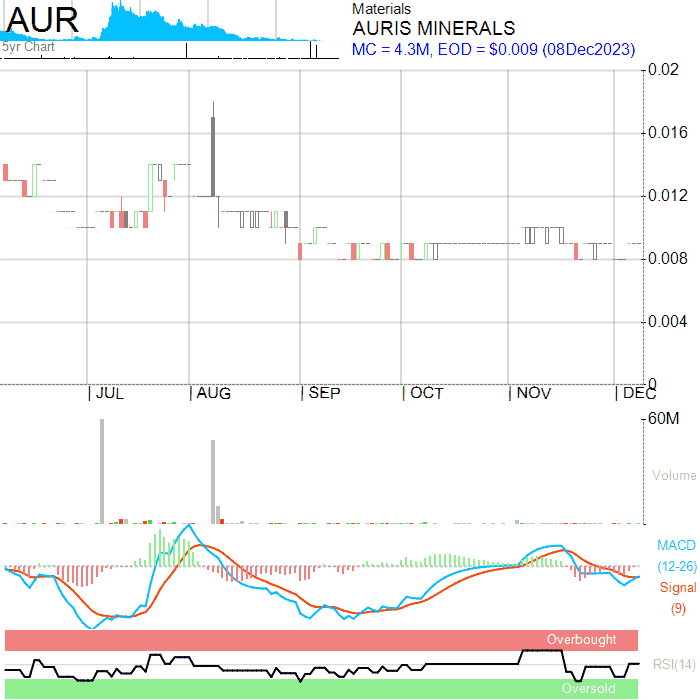 AUR
5yr Chart
Materials
AURIS MINERALS
MC = 4.3M, EOD = $0.009 (08Dec2023)
0.02
0.016
0.012
0.008
0.004
0
JUL AUG SEP OCT NOV DEC
60M
Volume
MACD
(12-26)
Signal
(9)
Overbought
RSI(14)
Oversold